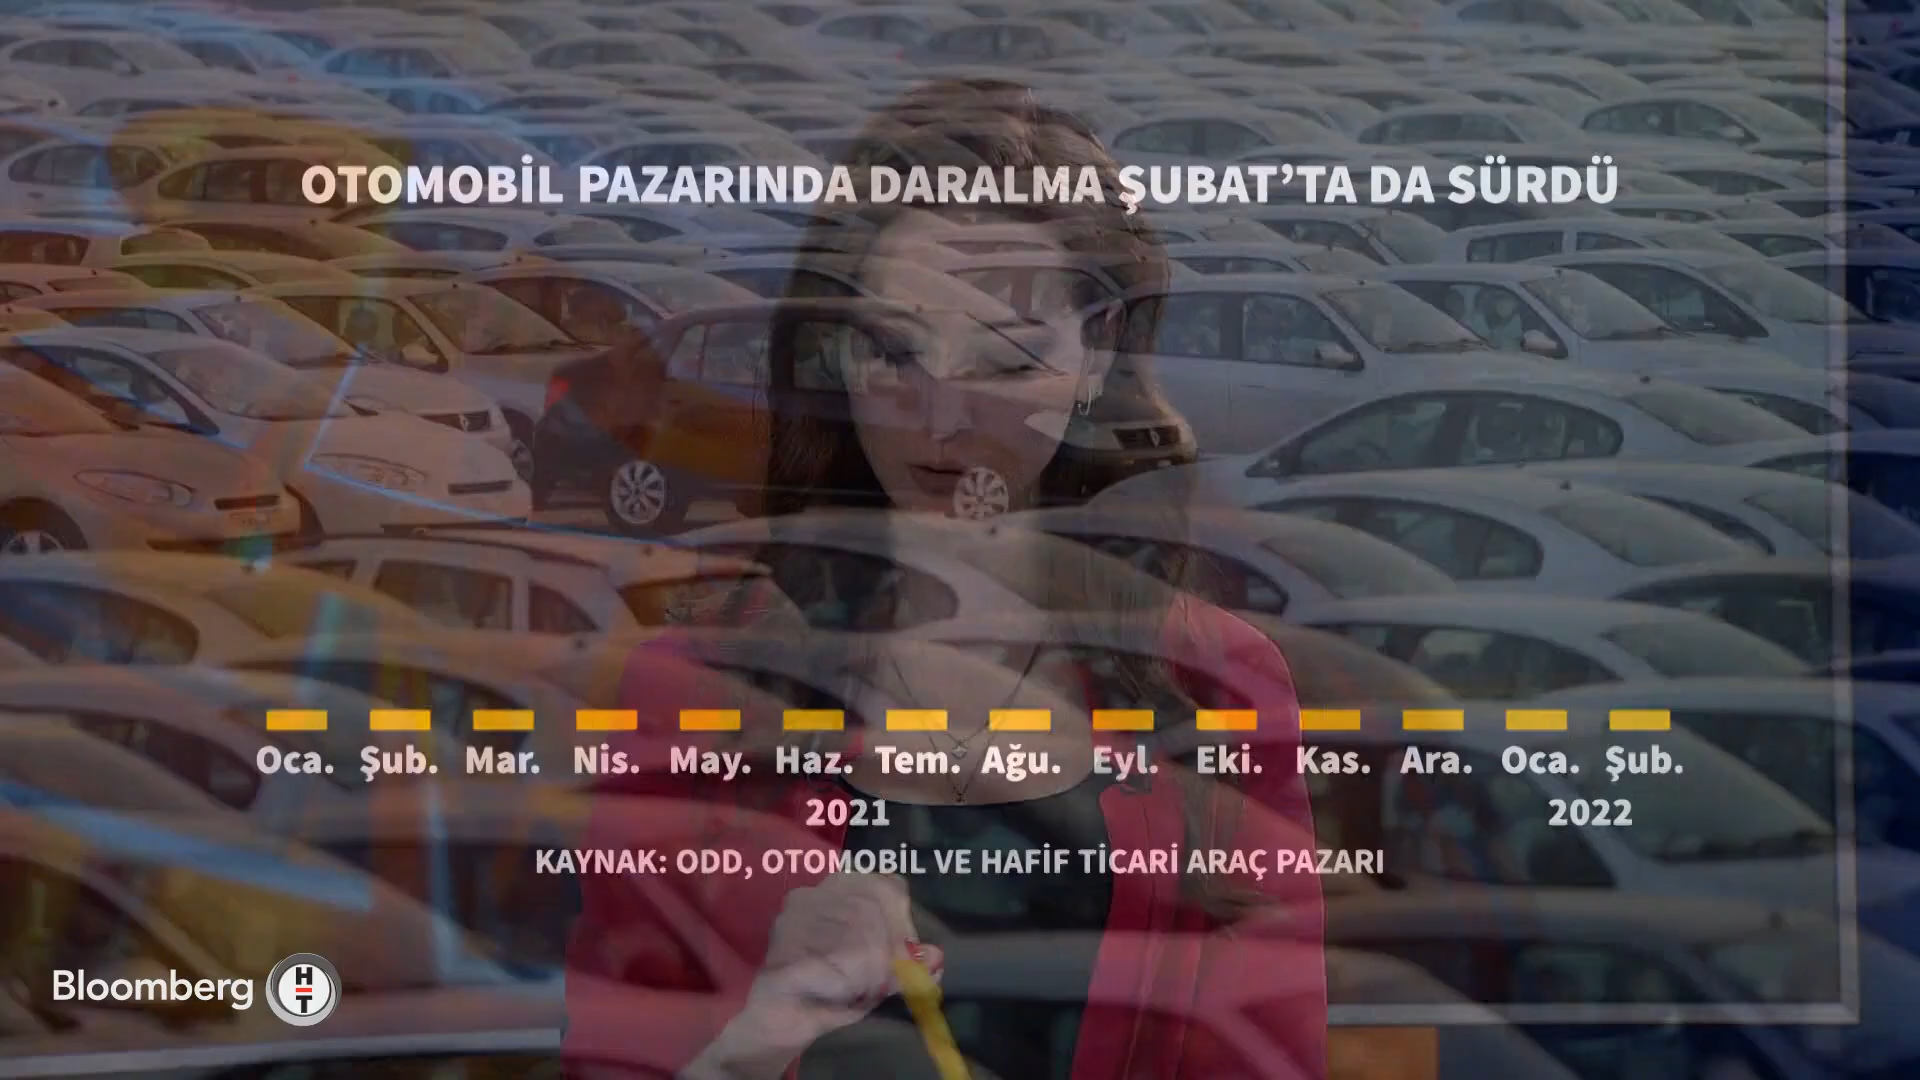 OTOMOBİL PAZARINDA DARALMA ŞUBAT’TA DA SÜRDÜ
Oca. Şub. Mar. Nis. May. Haz. Tem. Ağu. Eyl. Eki. Kas. Ara. Oca. Şub.
2021 2022
KAYNAK: ODD, OTOMOBİL VE HAFİF TİCARİ ARAÇ PAZARI
Bloomberg HT